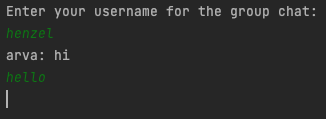 Enter your username for the group chat:
henzel
arva: hi
hello